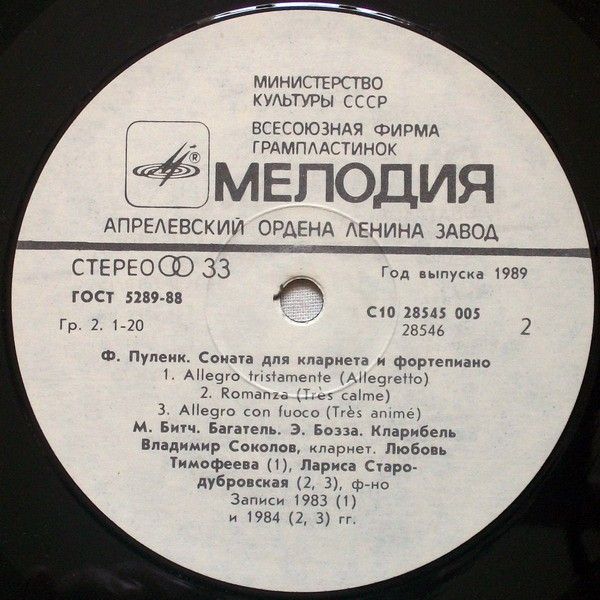 МИНИСТЕРСТВО
КУЛЬТУРЫ СССР
ВСЕСОЮЗНАЯ ФИРМА
ГРАМПЛАСТИНОК
®
МЕЛОДИЯ
АПРЕЛЕВСКИЙ ОРДЕНА ЛЕНИНА ЗАВОД
СТЕРЕО 33
Год выпуска 1989
ГОСТ 5289-88
С10 28545 005
Гр. 2. 1-20
28546
2
Ф. Пуленк. Соната для кларнета и фортепиано
1. Allegro tristamente (Allegretto)
2. Romanza (Très calme)
3. Allegro con fuoco (Très animé)
М. Битч. Багатель. Э. Бозза. Кларибель
Владимир Соколов, кларнет. Любовь
Тимофеева (1), Лариса Старо-
дубровская (2, 3), ф-но
Записи 1983 (1)
и 1984 (2, 3) гг.